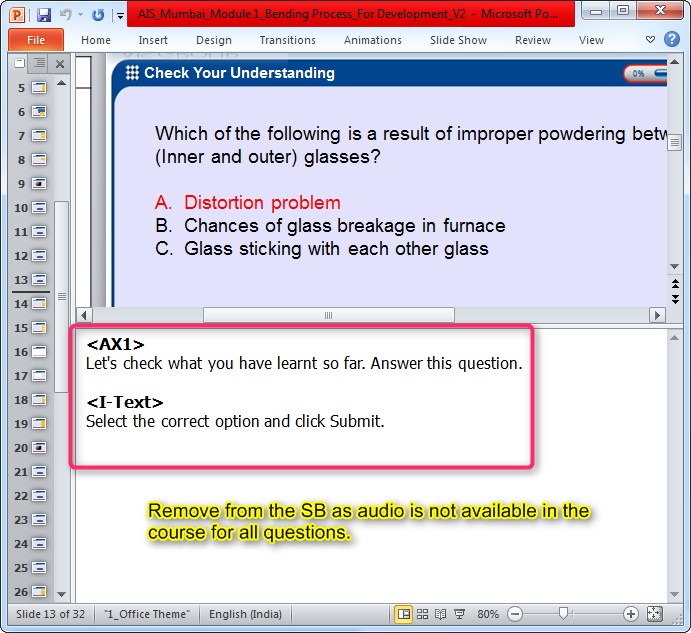 AIS_Mumbai_Module 1_Bending Process_For Development_V2 - Microsoft Po...
File Home Insert Design Transitions Animations Slide Show Review View
Check Your Understanding
0%
Which of the following is a result of improper powdering betw
(Inner and outer) glasses?
A. Distortion problem
B. Chances of glass breakage in furnace
C. Glass sticking with each other glass
5
6
7
8
9
10
11
12
13
14
15
16
17
18
19
20
21
22
23
24
25
26
<AX1>
Let's check what you have learnt so far. Answer this question.
<I-Text>
Select the correct option and click Submit.
Remove from the SB as audio is not available in the
course for all questions.
Slide 13 of 32 "1_Office Theme" English (India) 80%